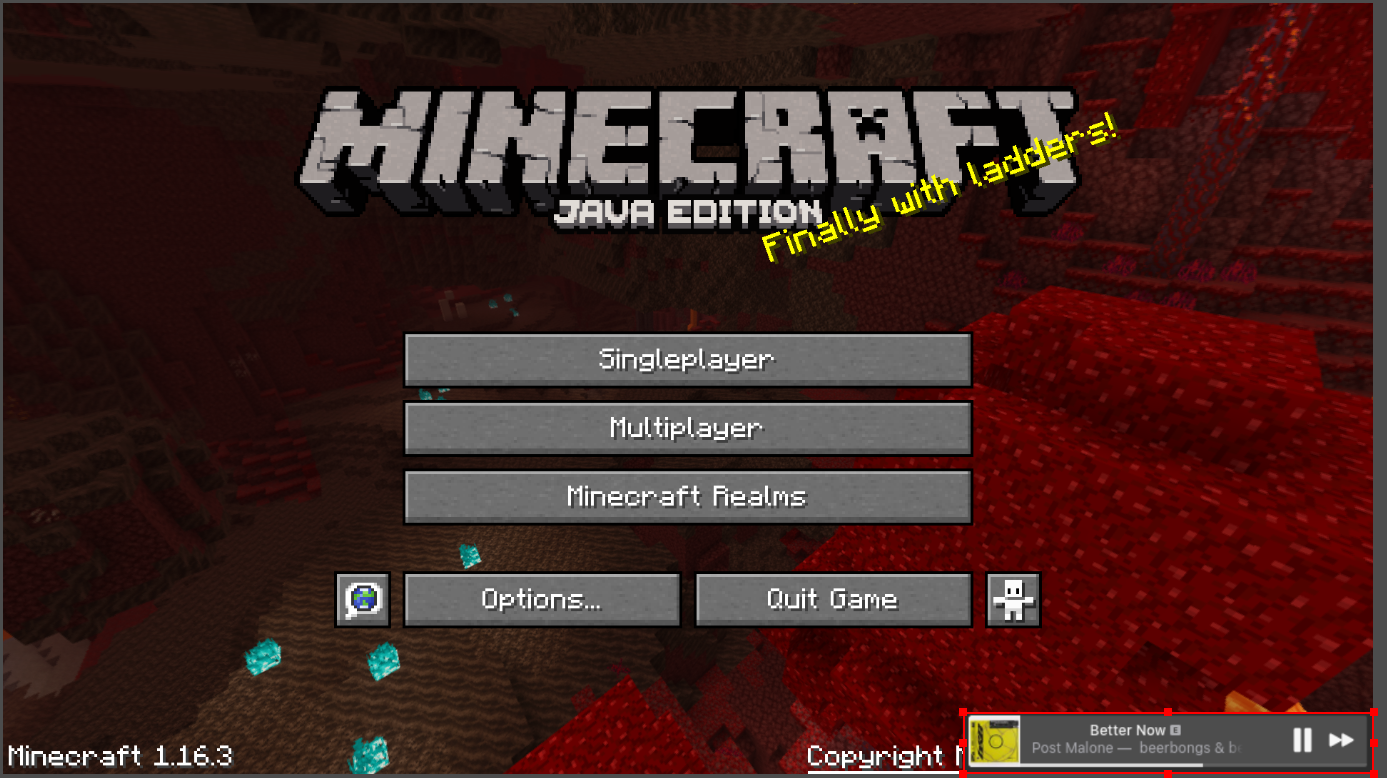 MINECRAFT
JAVA EDITION
Finally with ladders!
Singleplayer
Multiplayer
Minecraft Realms
Options...
Quit Game
Minecraft 1.16.3
Copyright
Better Now E
Post Malone — beerbongs & b